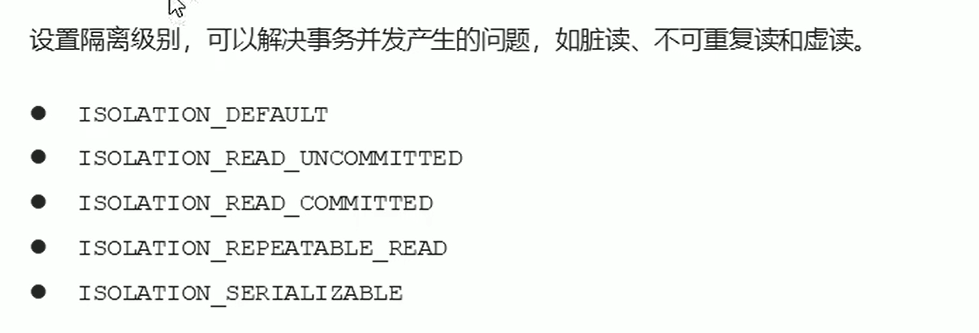 设置隔离级别，可以解决事务并发产生的问题，如脏读、不可重复读和虚读。
● ISOLATION_DEFAULT
● ISOLATION_READ_UNCOMMITTED
● ISOLATION_READ_COMMITTED
● ISOLATION_REPEATABLE_READ
● ISOLATION_SERIALIZABLE